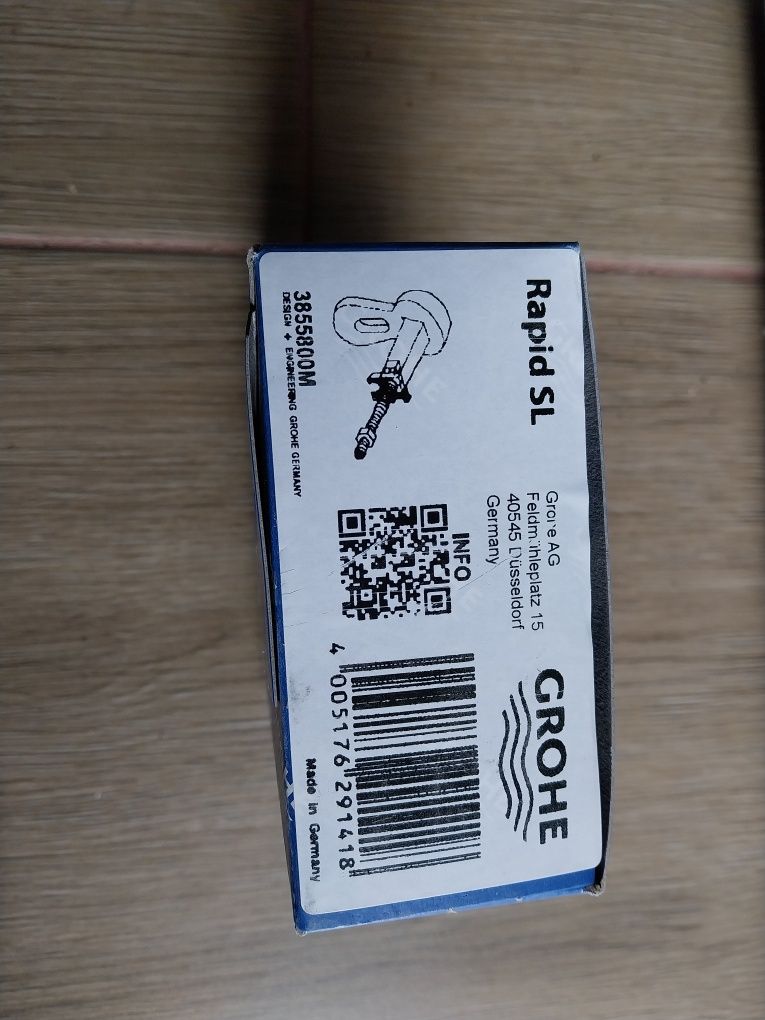 Rapid SL
Grohe AG
Feldmühleplatz 15
40545 Düsseldorf
Germany
GROHE
INFO
3855800M
DESIGN + ENGINEERING GROHE GERMANY
4 005176 291418
Made in Germany